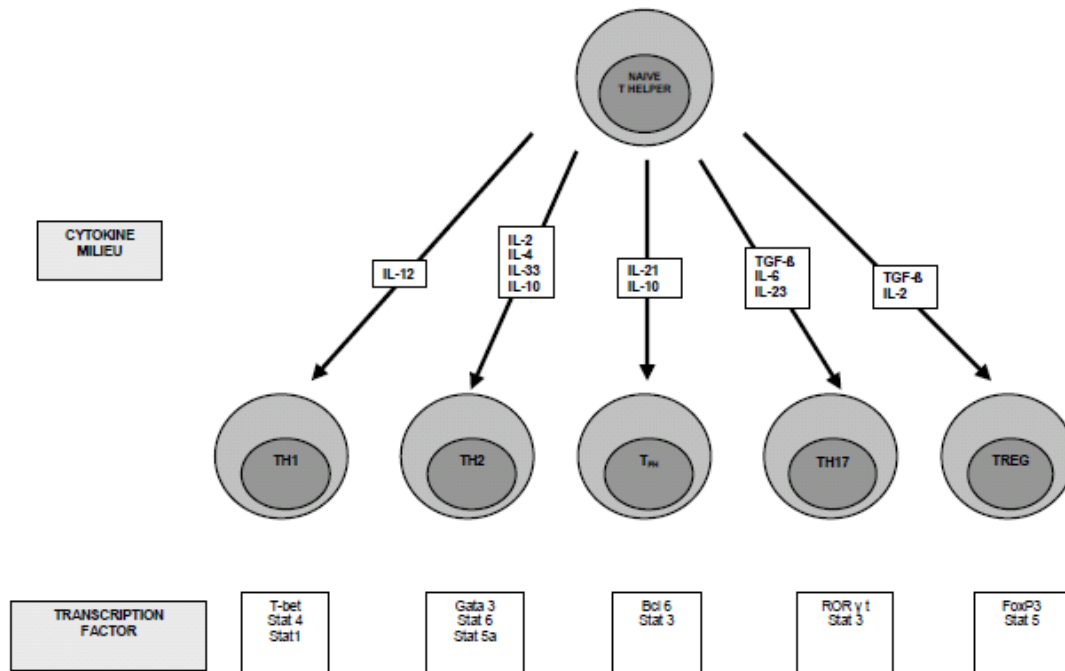 NAIVE
T HELPER
CYTOKINE
MILIEU
IL-12
IL-2
IL-4
IL-33
IL-10
IL-21
IL-10
TGF-ß
IL-6
IL-23
TGF-ß
IL-2
TH1
TH2
T_FH
TH17
TREG
TRANSCRIPTION
FACTOR
T-bet
Stat 4
Stat1
Gata 3
Stat 6
Stat 5a
Bcl 6
Stat 3
ROR γ t
Stat 3
FoxP3
Stat 5